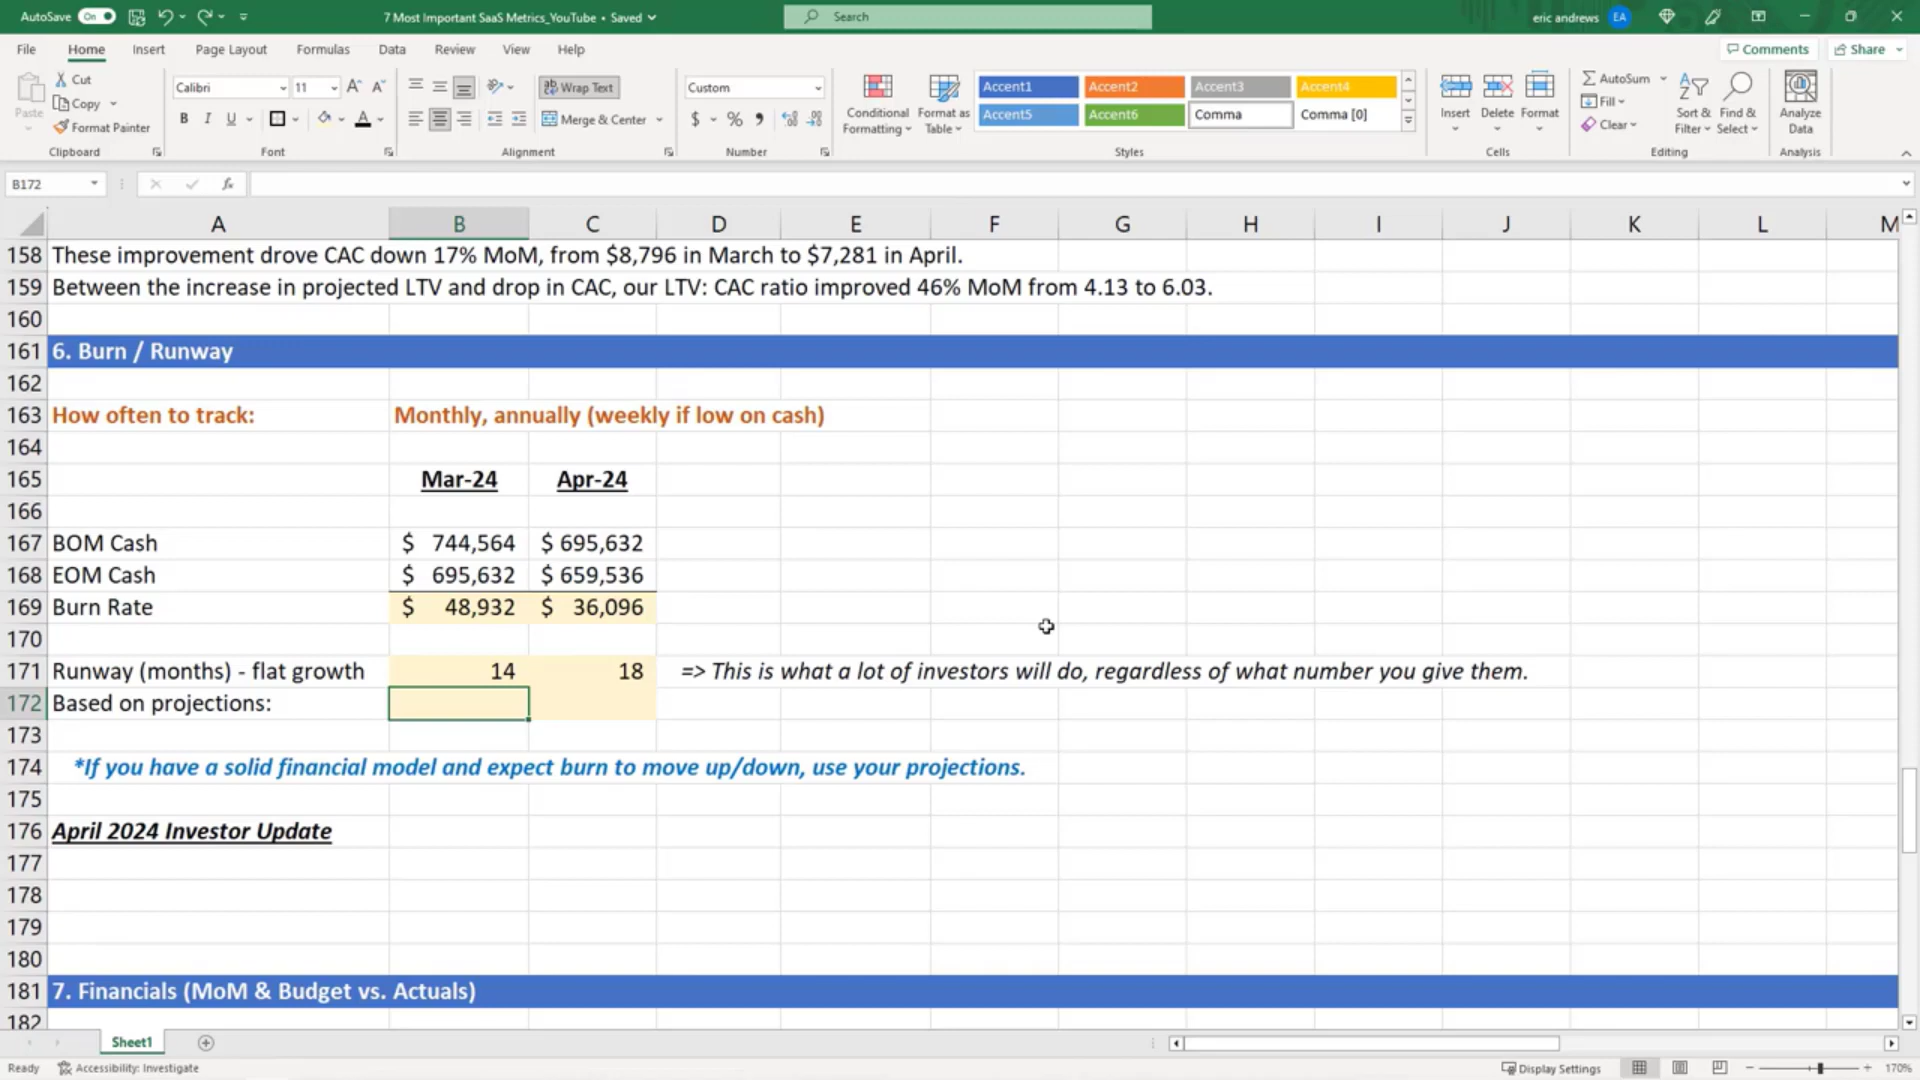 AutoSave On 7 Most Important SaaS Metrics_YouTube • Saved Search eric andrews EA
File Home Insert Page Layout Formulas Data Review View Help Comments Share
Paste Cut Copy Format Painter Clipboard
Calibri 11 B I U A Font
Wrap Text Merge & Center Alignment
Custom $ % , Number
Conditional Formatting Format as Table
Accent1 Accent2 Accent3 Accent4
Accent5 Accent6 Comma Comma [0]
Styles
Insert Delete Format Cells
AutoSum Fill Clear Sort & Filter Find & Select Editing
Analyze Data Analysis
B172 fx
A B C D E F G H I J K L M
158 These improvement drove CAC down 17% MoM, from $8,796 in March to $7,281 in April.
159 Between the increase in projected LTV and drop in CAC, our LTV: CAC ratio improved 46% MoM from 4.13 to 6.03.
160
161 6. Burn / Runway
162
163 How often to track: Monthly, annually (weekly if low on cash)
164
165 Mar-24 Apr-24
166
167 BOM Cash $ 744,564 $ 695,632
168 EOM Cash $ 695,632 $ 659,536
169 Burn Rate $ 48,932 $ 36,096
170
171 Runway (months) - flat growth 14 18 => This is what a lot of investors will do, regardless of what number you give them.
172 Based on projections:
173
174 *If you have a solid financial model and expect burn to move up/down, use your projections.
175
176 April 2024 Investor Update
177
178
179
180
181 7. Financials (MoM & Budget vs. Actuals)
182
Sheet1
Ready Accessibility: Investigate Display Settings 170%